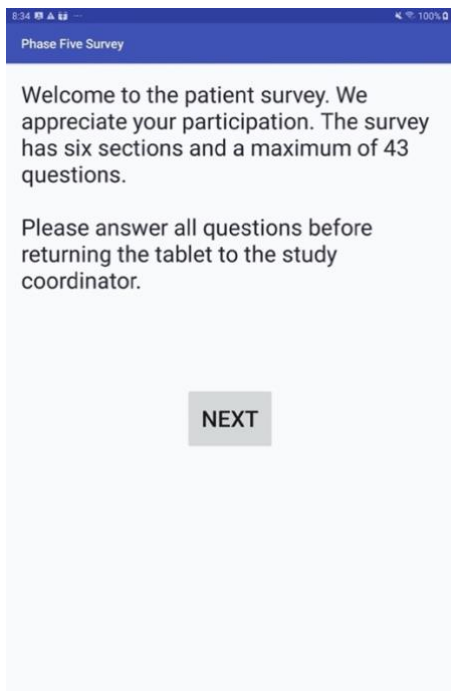 8:34
100%
Phase Five Survey
Welcome to the patient survey. We
appreciate your participation. The survey
has six sections and a maximum of 43
questions.
Please answer all questions before
returning the tablet to the study
coordinator.
NEXT